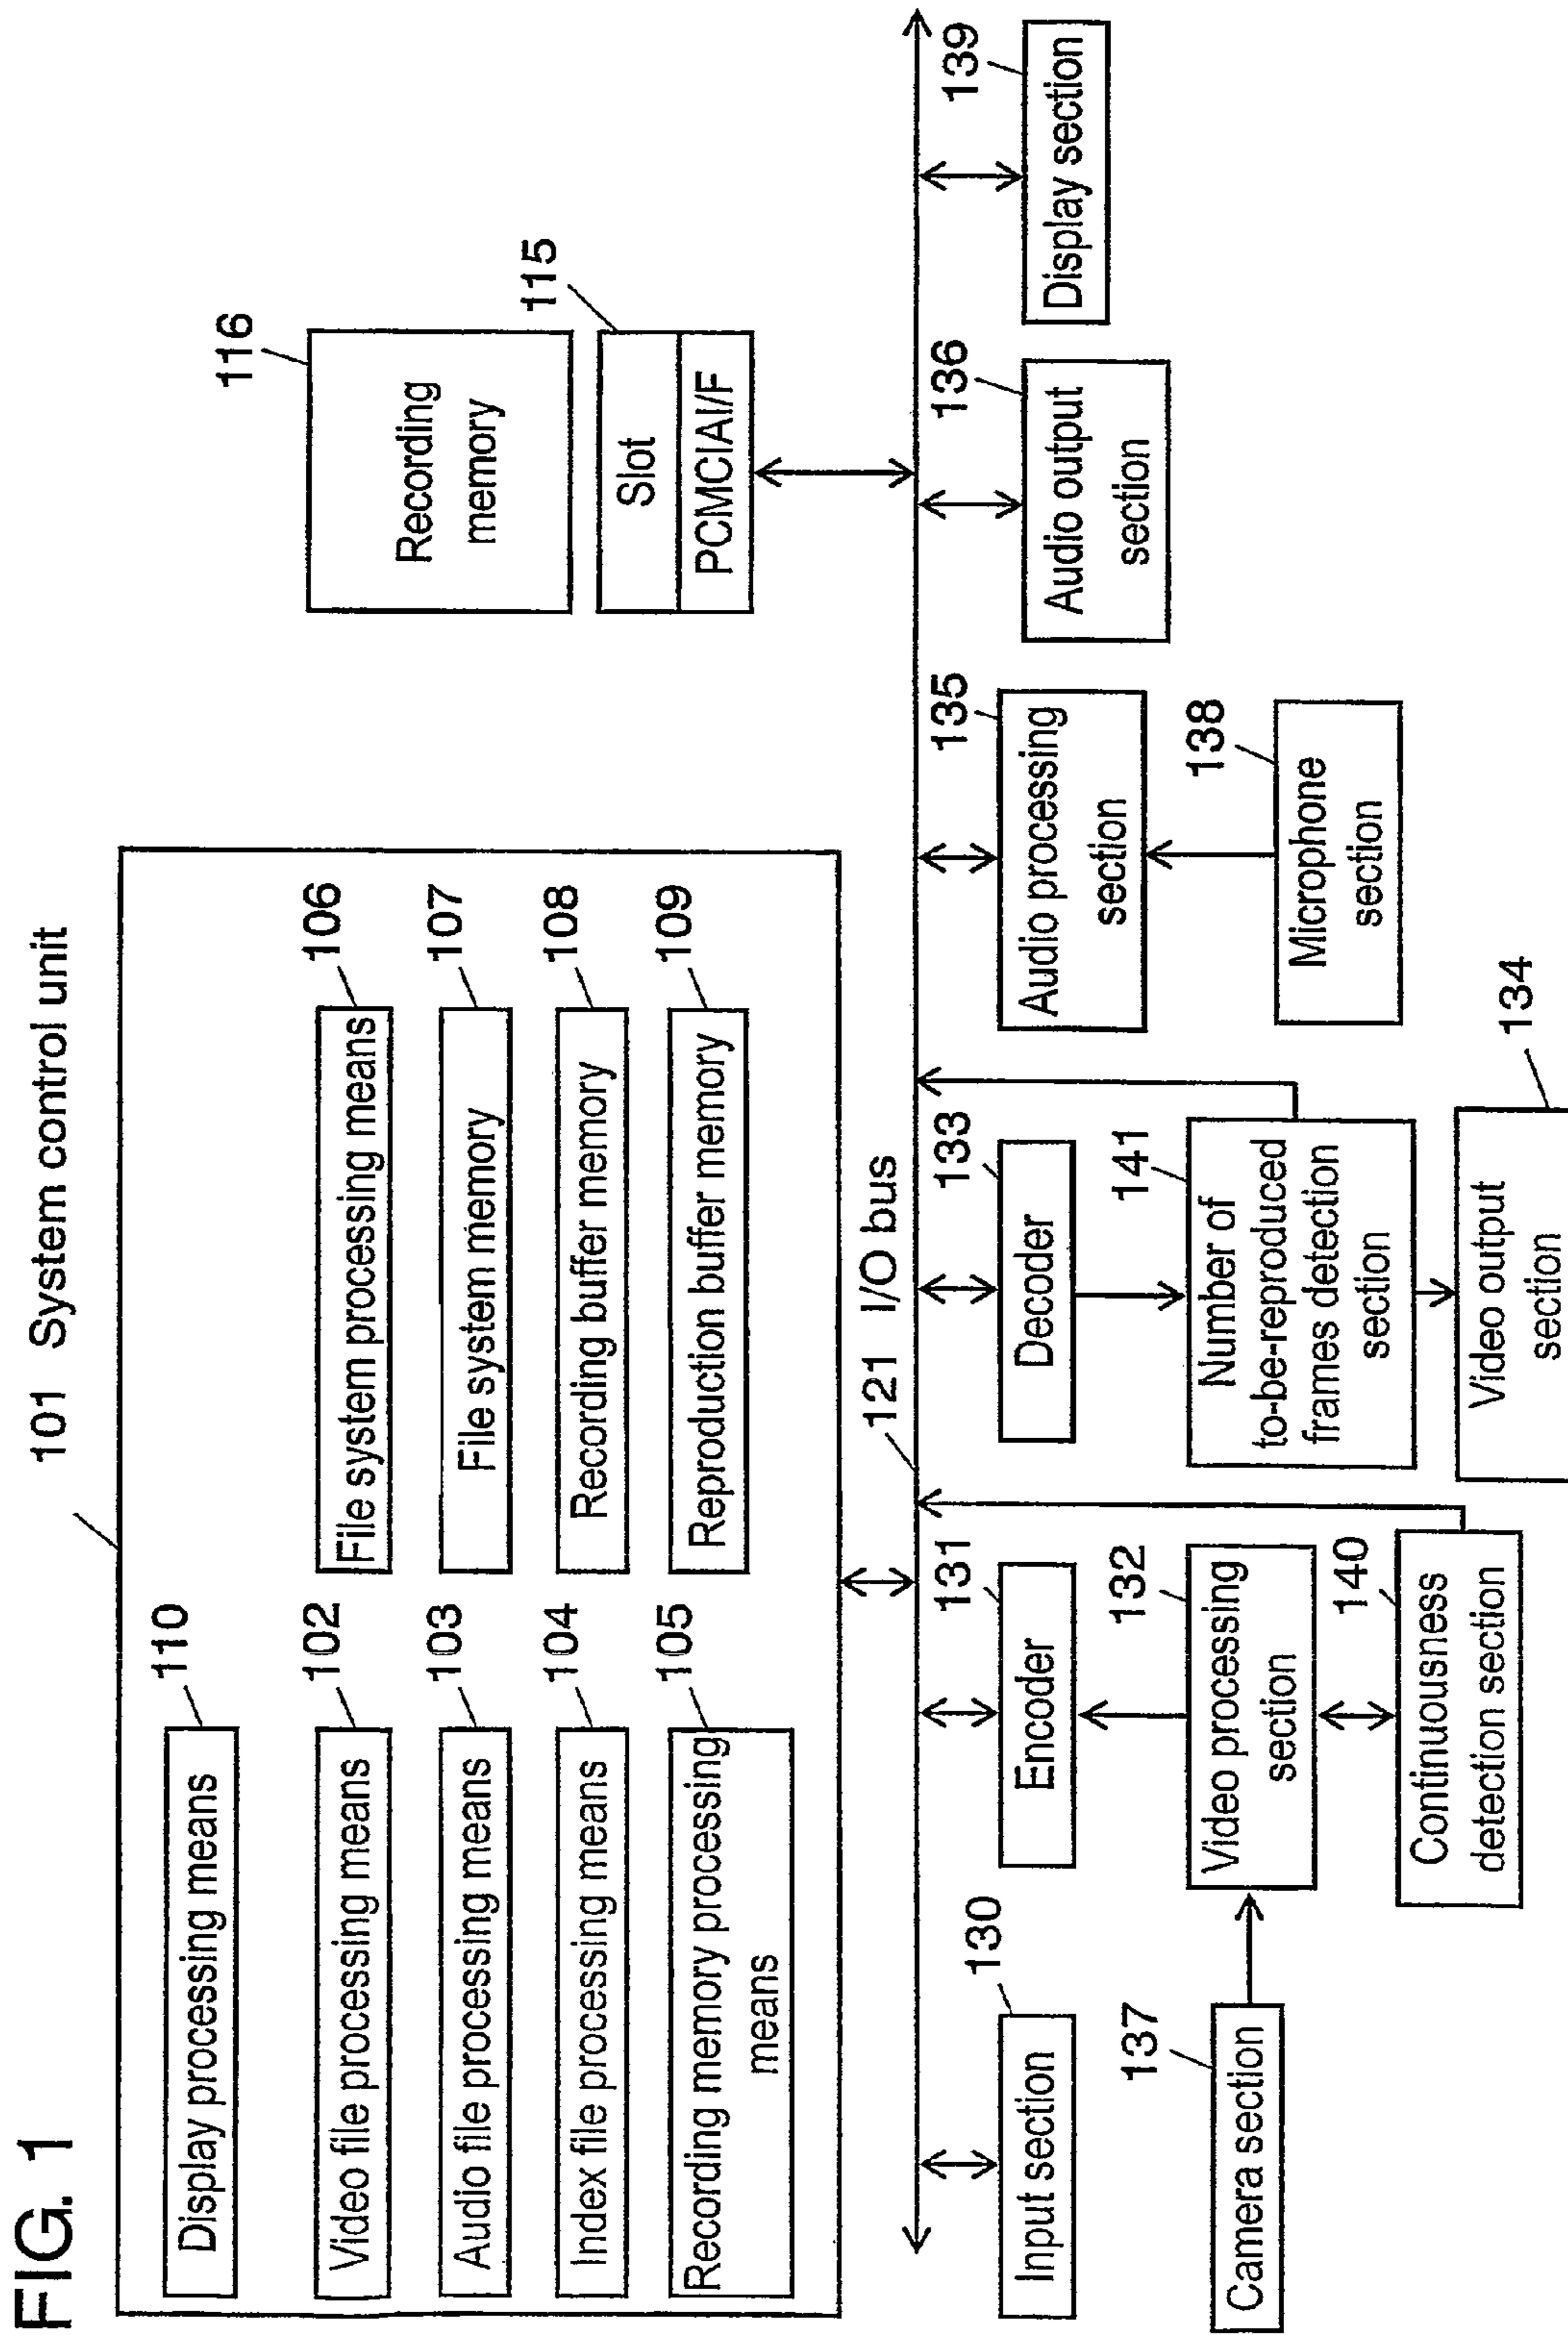 FIG. 1
101 System control unit
110
Display processing means
102
Video file processing means
103
Audio file processing means
104
Index file processing means
105
Recording memory processing
means
106
File system processing means
107
File system memory
108
Recording buffer memory
109
Reproduction buffer memory
116
Recording
memory
115
Slot
PCMCIAI/F
121 I/O bus
130
Input section
131
Encoder
132
Video processing
section
137
Camera section
140
Continuousness
detection section
133
Decoder
141
Number of
to-be-reproduced
frames detection
section
134
Video output
section
135
Audio processing
section
138
Microphone
section
136
Audio output
section
139
Display section